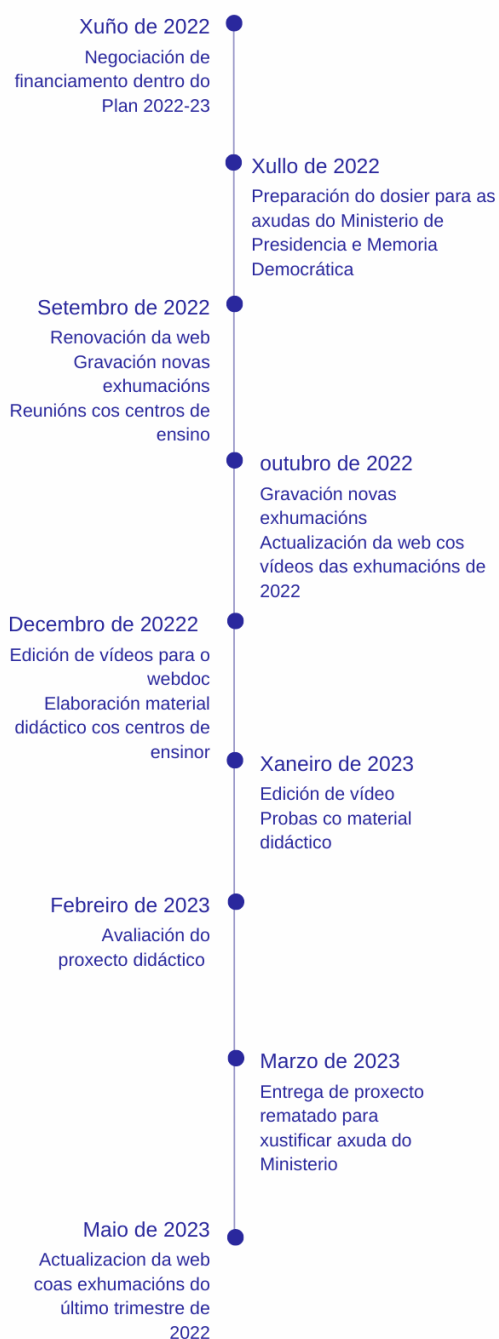 Xuño de 2022
Negociación de
financiamento dentro do
Plan 2022-23
Xullo de 2022
Preparación do dosier para as
axudas do Ministerio de
Presidencia e Memoria
Democrática
Setembro de 2022
Renovación da web
Gravación novas
exhumacións
Reunións cos centros de
ensino
outubro de 2022
Gravación novas
exhumacións
Actualización da web cos
vídeos das exhumacións de
2022
Decembro de 20222
Edición de vídeos para o
webdoc
Elaboración material
didáctico cos centros de
ensinor
Xaneiro de 2023
Edición de vídeo
Probas co material
didáctico
Febreiro de 2023
Avaliación do
proxecto didáctico
Marzo de 2023
Entrega de proxecto
rematado para
xustificar axuda do
Ministerio
Maio de 2023
Actualizacion da web
coas exhumacións do
último trimestre de
2022